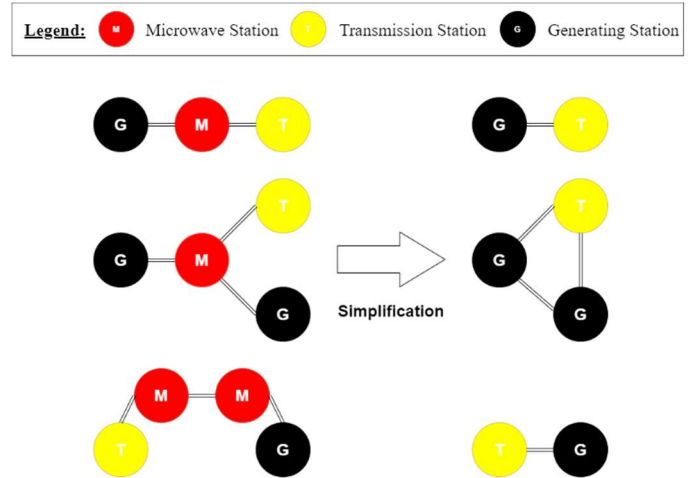 Legend: M Microwave Station T Transmission Station G Generating Station
G M T G T
T T
G M G
Simplification
G G
M M
T G T G